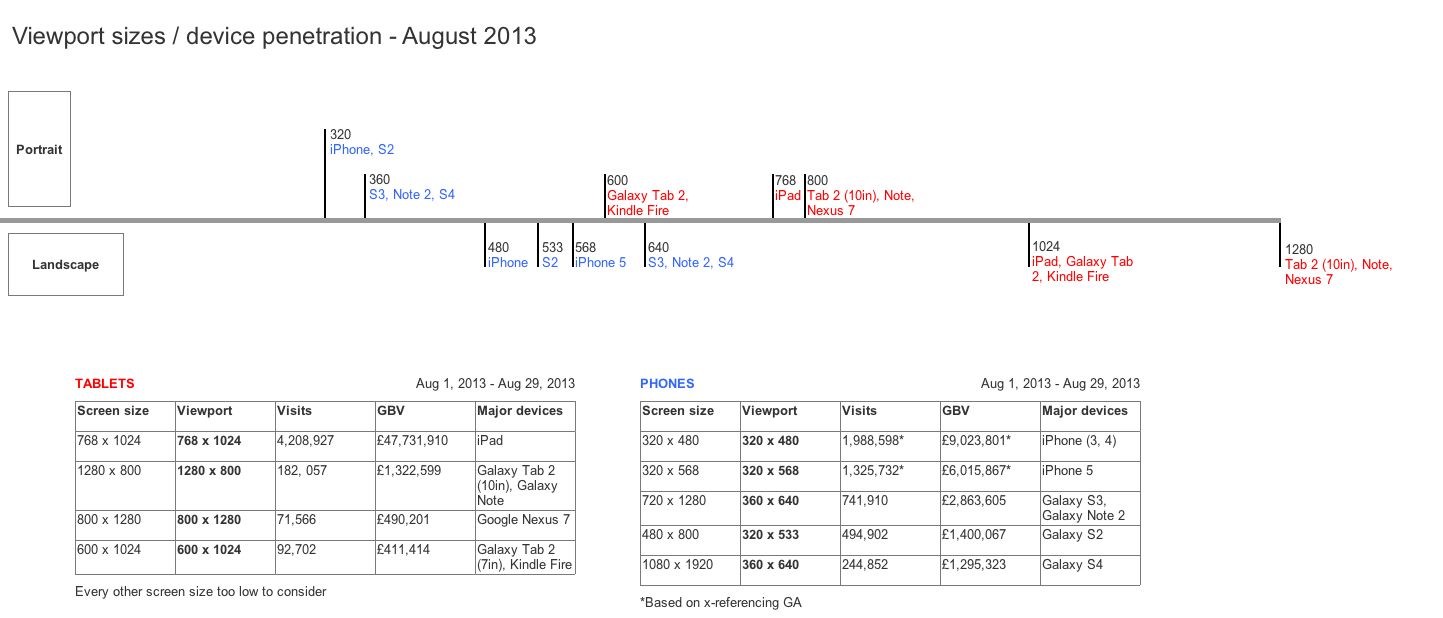 Viewport sizes / device penetration - August 2013
Portrait
320
iPhone, S2
360
S3, Note 2, S4
600
Galaxy Tab 2,
Kindle Fire
768
iPad
800
Tab 2 (10in), Note,
Nexus 7
Landscape
480
iPhone
533
S2
568
iPhone 5
640
S3, Note 2, S4
1024
iPad, Galaxy Tab
2, Kindle Fire
1280
Tab 2 (10in), Note,
Nexus 7
TABLETS Aug 1, 2013 - Aug 29, 2013
Screen size Viewport Visits GBV Major devices
768 x 1024 768 x 1024 4,208,927 £47,731,910 iPad
1280 x 800 1280 x 800 182, 057 £1,322,599 Galaxy Tab 2
(10in), Galaxy
Note
800 x 1280 800 x 1280 71,566 £490,201 Google Nexus 7
600 x 1024 600 x 1024 92,702 £411,414 Galaxy Tab 2
(7in), Kindle Fire
Every other screen size too low to consider
PHONES Aug 1, 2013 - Aug 29, 2013
Screen size Viewport Visits GBV Major devices
320 x 480 320 x 480 1,988,598* £9,023,801* iPhone (3, 4)
320 x 568 320 x 568 1,325,732* £6,015,867* iPhone 5
720 x 1280 360 x 640 741,910 £2,863,605 Galaxy S3,
Galaxy Note 2
480 x 800 320 x 533 494,902 £1,400,067 Galaxy S2
1080 x 1920 360 x 640 244,852 £1,295,323 Galaxy S4
*Based on x-referencing GA